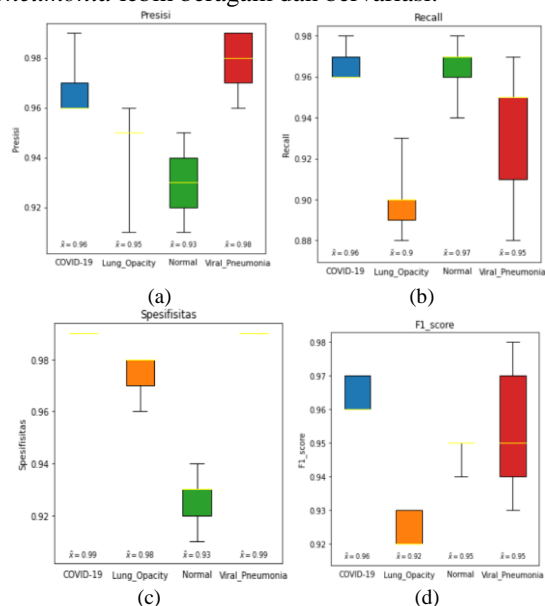 Pneumonia lebih beragam dan bervariasi.
Presisi
Presisi
0.98
0.96
0.94
0.92
x̃ = 0.96 x̃ = 0.95 x̃ = 0.93 x̃ = 0.98
COVID-19 Lung_Opacity Normal Viral_Pneumonia
(a)
Recall
Recall
0.98
0.96
0.94
0.92
0.90
0.88
x̃ = 0.96 x̃ = 0.9 x̃ = 0.97 x̃ = 0.95
COVID-19 Lung_Opacity Normal Viral_Pneumonia
(b)
Spesifisitas
Spesifisitas
0.98
0.96
0.94
0.92
x̃ = 0.99 x̃ = 0.98 x̃ = 0.93 x̃ = 0.99
COVID-19 Lung_Opacity Normal Viral_Pneumonia
(c)
F1_score
F1_score
0.98
0.97
0.96
0.95
0.94
0.93
0.92
x̃ = 0.96 x̃ = 0.92 x̃ = 0.95 x̃ = 0.95
COVID-19 Lung_Opacity Normal Viral_Pneumonia
(d)